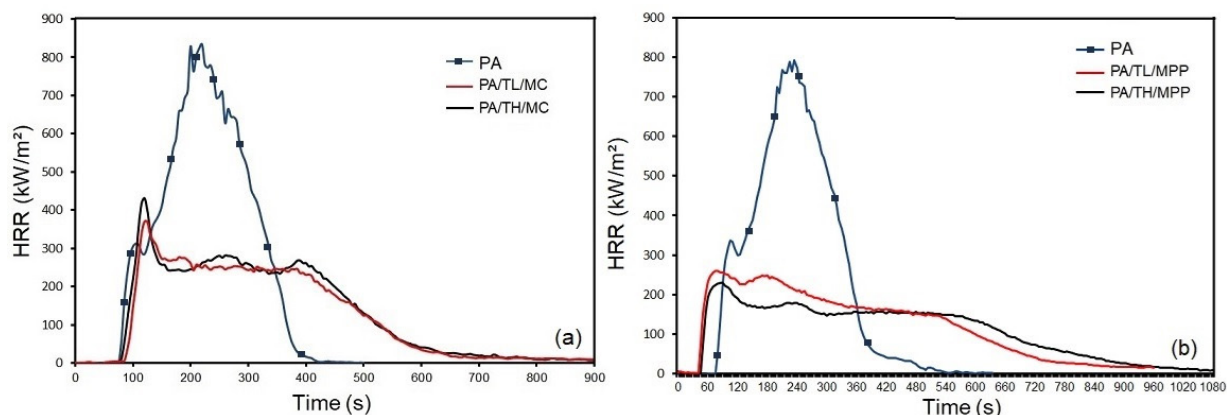 900
800
700
600
500
400
300
200
100
0
HRR (kW/m²)
0 100 200 300 400 500 600 700 800 900
Time (s)
PA
PA/TL/MC
PA/TH/MC
(a)
900
800
700
600
500
400
300
200
100
0
HRR (kW/m²)
0 60 120 180 240 300 360 420 480 540 600 660 720 780 840 900 960 1020 1080
Time (s)
PA
PA/TL/MPP
PA/TH/MPP
(b)